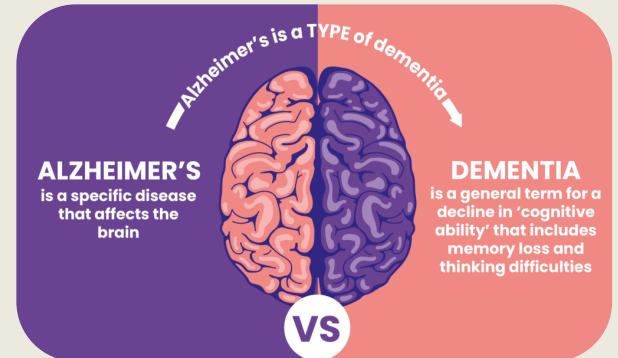 Alzheimer's is a TYPE of dementia
ALZHEIMER'S
is a specific disease
that affects the
brain
DEMENTIA
is a general term for a
decline in 'cognitive
ability' that includes
memory loss and
thinking difficulties
VS